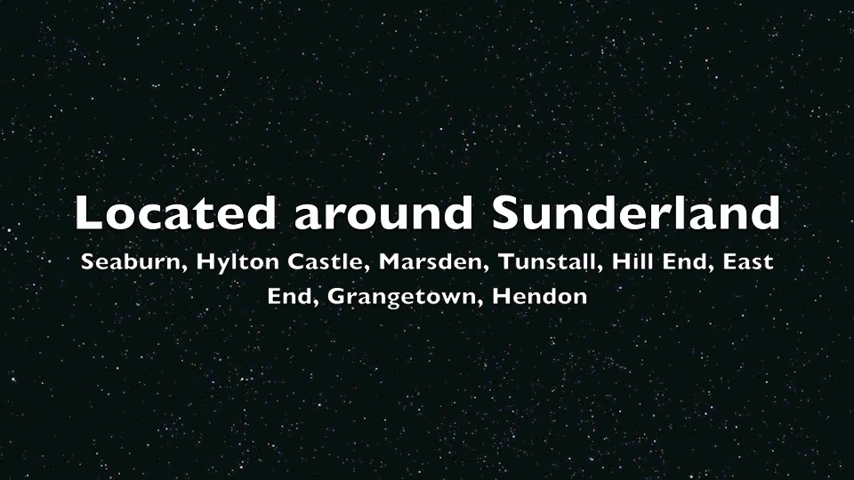 Located around Sunderland
Seaburn, Hylton Castle, Marsden, Tunstall, Hill End, East
End, Grangetown, Hendon